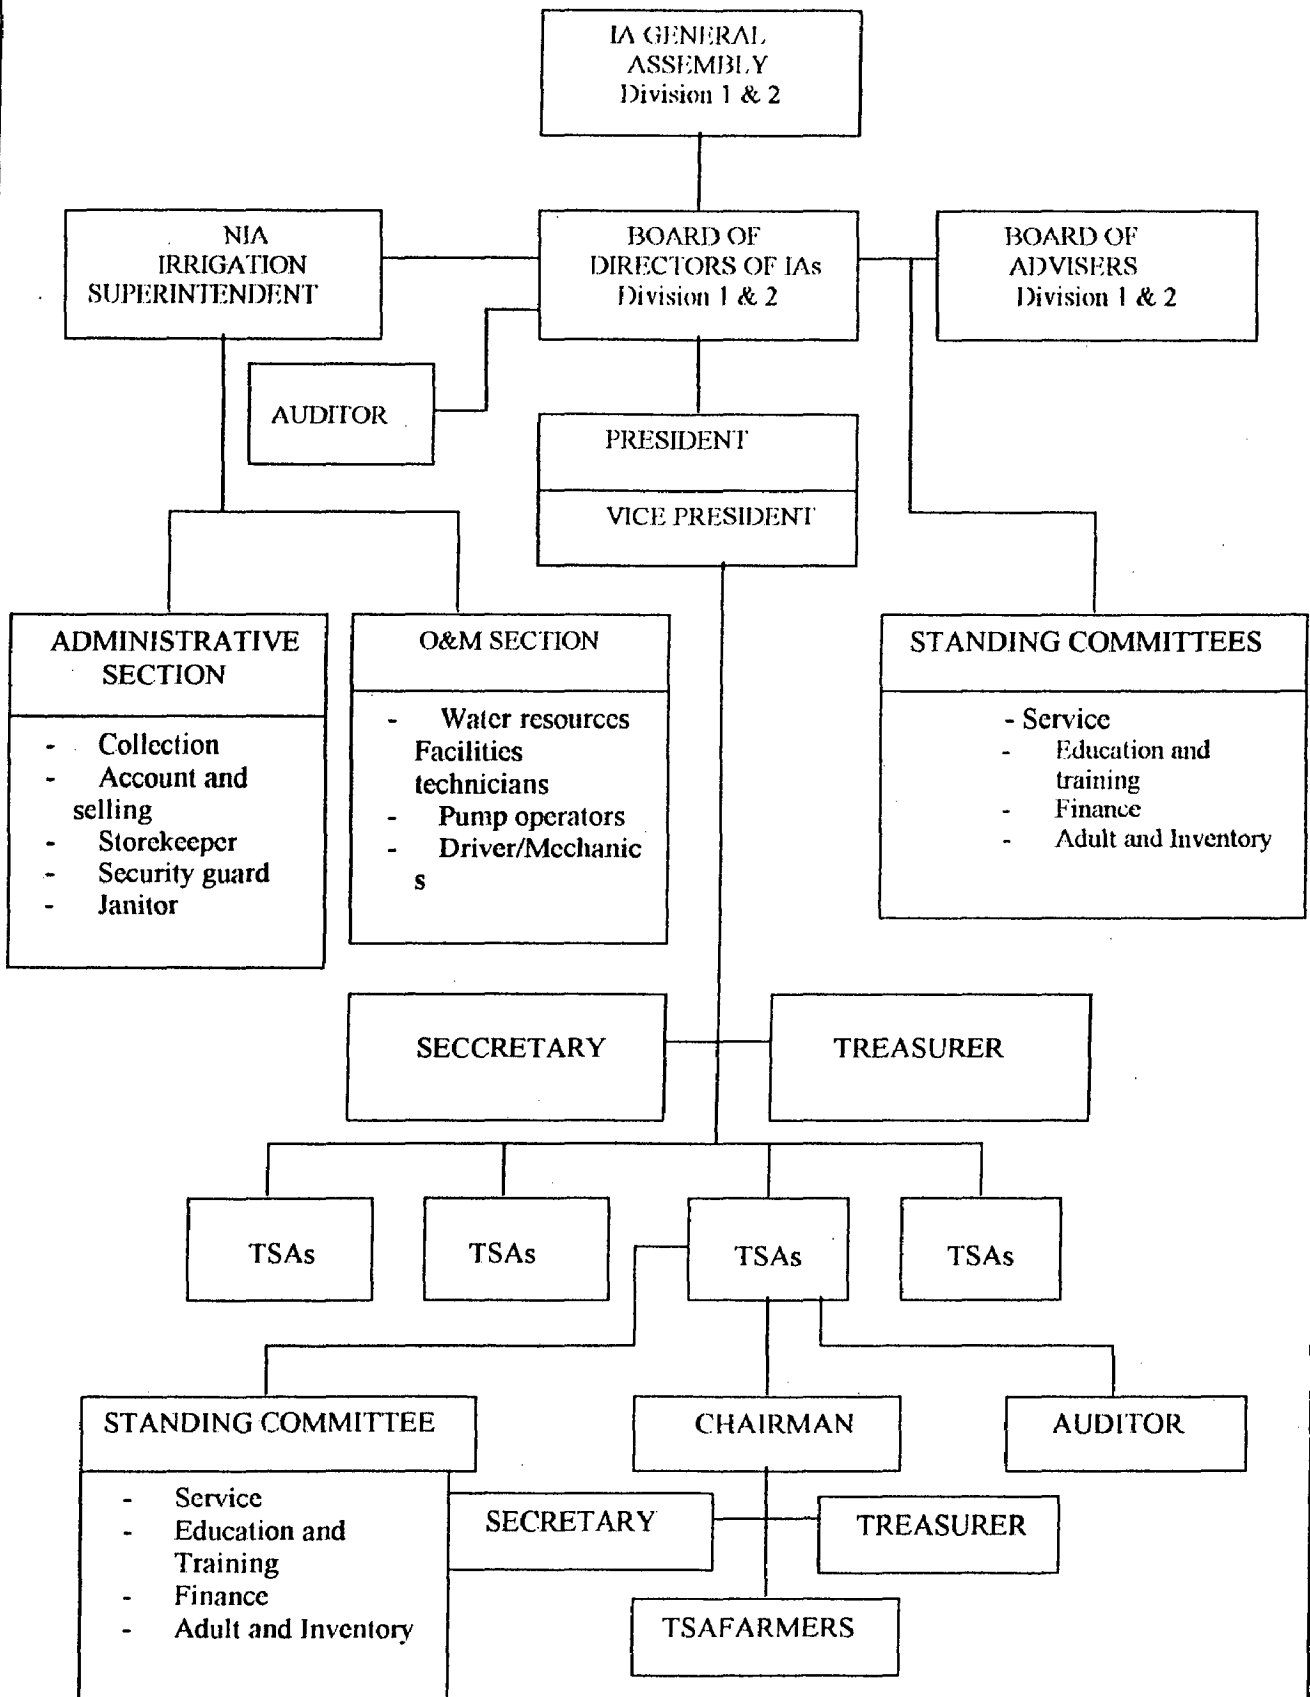 IA GENERAL
ASSEMBLY
Division 1 & 2
NIA
IRRIGATION
SUPERINTENDENT
BOARD OF
DIRECTORS OF IAs
Division 1 & 2
BOARD OF
ADVISERS
Division 1 & 2
AUDITOR
PRESIDENT
VICE PRESIDENT
ADMINISTRATIVE
SECTION
- Collection
- Account and
selling
- Storekeeper
- Security guard
- Janitor
O&M SECTION
- Water resources
Facilities
technicians
- Pump operators
- Driver/Mechanic
s
STANDING COMMITTEES
- Service
- Education and
training
- Finance
- Adult and Inventory
SECCRETARY
TREASURER
TSAs
TSAs
TSAs
TSAs
STANDING COMMITTEE
- Service
- Education and
Training
- Finance
- Adult and Inventory
CHAIRMAN
AUDITOR
SECRETARY
TREASURER
TSAFARMERS